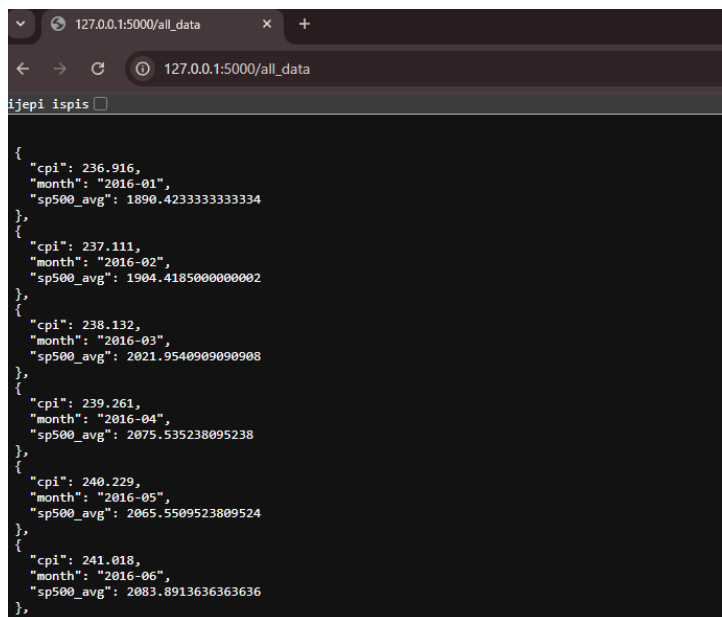 127.0.0.1:5000/all_data
127.0.0.1:5000/all_data
ijepi ispis
{
"cpi": 236.916,
"month": "2016-01",
"sp500_avg": 1890.4233333333334
},
{
"cpi": 237.111,
"month": "2016-02",
"sp500_avg": 1904.4185000000002
},
{
"cpi": 238.132,
"month": "2016-03",
"sp500_avg": 2021.9540909090908
},
{
"cpi": 239.261,
"month": "2016-04",
"sp500_avg": 2075.535238095238
},
{
"cpi": 240.229,
"month": "2016-05",
"sp500_avg": 2065.5509523809524
},
{
"cpi": 241.018,
"month": "2016-06",
"sp500_avg": 2083.8913636363636
},